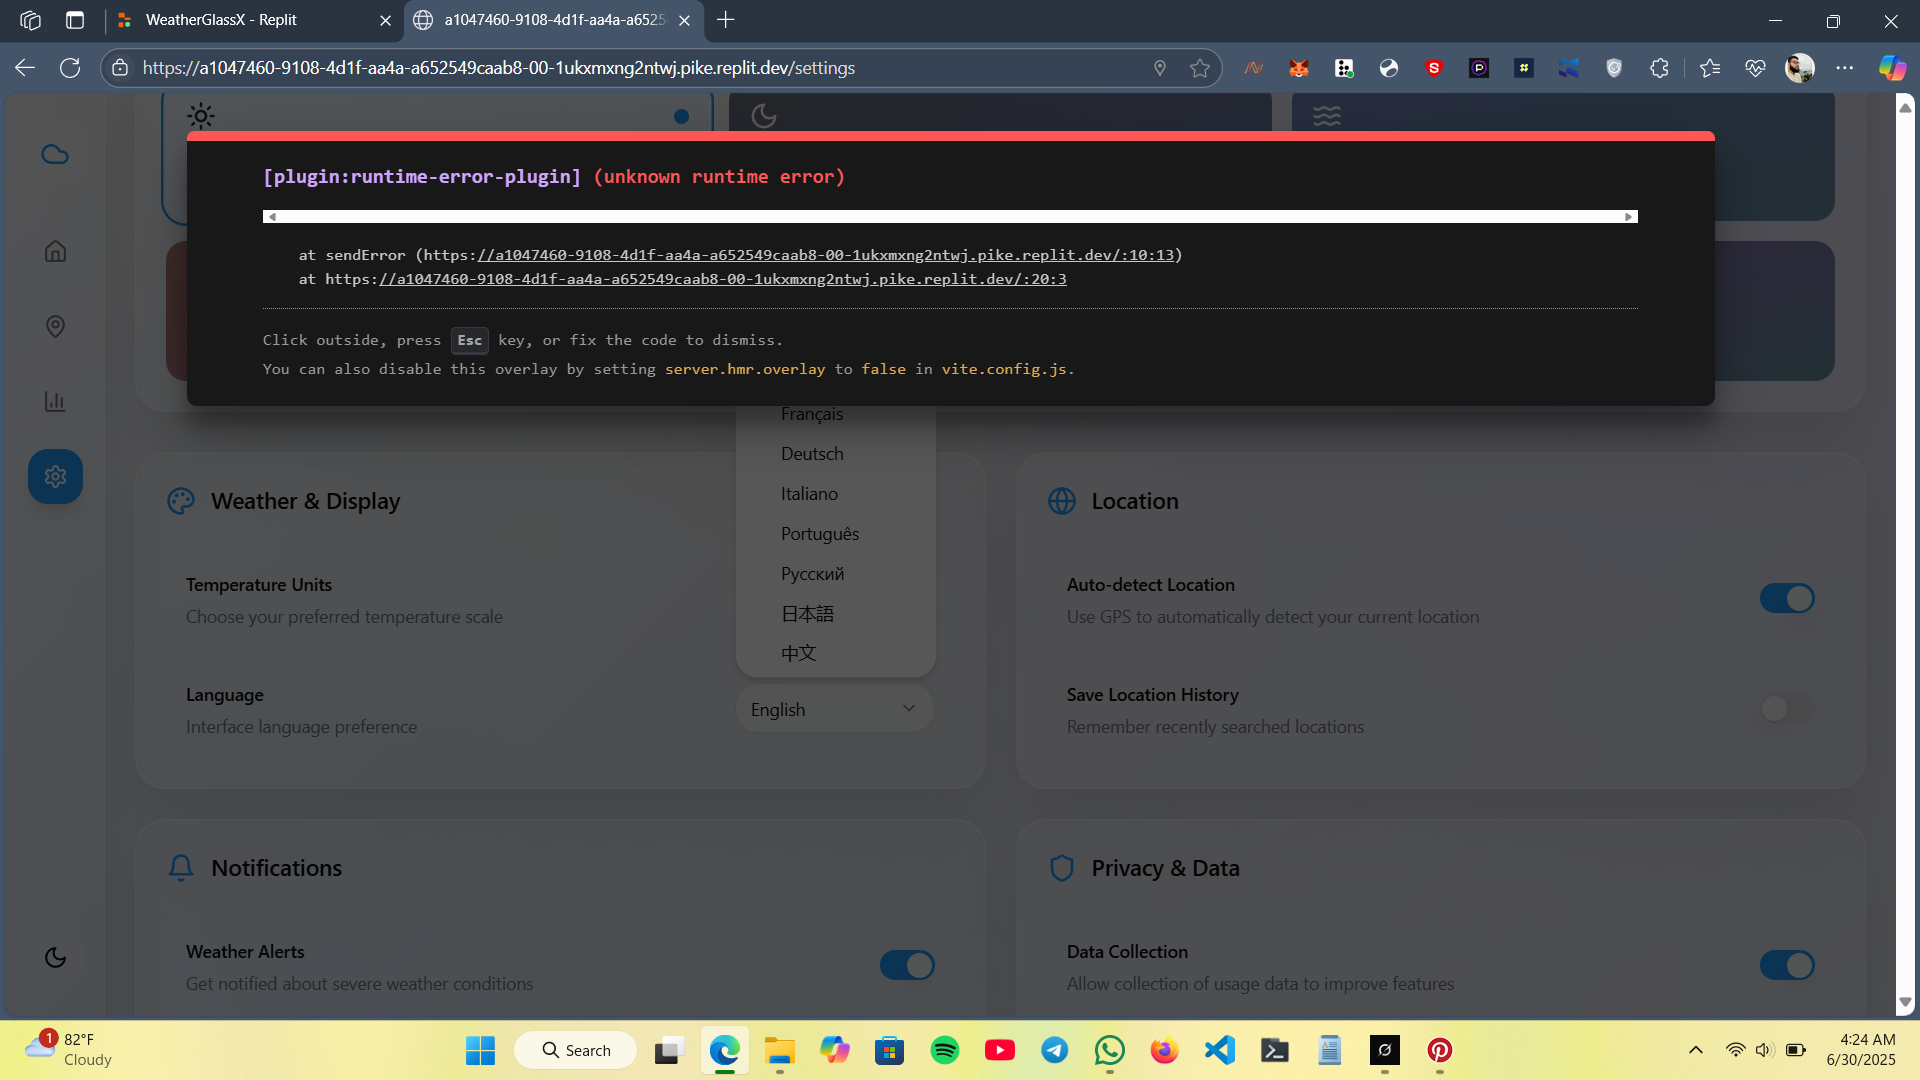 WeatherGlassX - Replit
a1047460-9108-4d1f-aa4a-a6525
https://a1047460-9108-4d1f-aa4a-a652549caab8-00-1ukxmxng2ntwj.pike.replit.dev/settings
[plugin:runtime-error-plugin] (unknown runtime error)
at sendError (https://a1047460-9108-4d1f-aa4a-a652549caab8-00-1ukxmxng2ntwj.pike.replit.dev/:10:13)
at https://a1047460-9108-4d1f-aa4a-a652549caab8-00-1ukxmxng2ntwj.pike.replit.dev/:20:3
Click outside, press Esc key, or fix the code to dismiss.
You can also disable this overlay by setting server.hmr.overlay to false in vite.config.js.
Français
Deutsch
Italiano
Português
Русский
日本語
中文
Weather & Display
Temperature Units
Choose your preferred temperature scale
Language
Interface language preference
English
Location
Auto-detect Location
Use GPS to automatically detect your current location
Save Location History
Remember recently searched locations
Notifications
Weather Alerts
Get notified about severe weather conditions
Privacy & Data
Data Collection
Allow collection of usage data to improve features
1
82°F
Cloudy
Search
4:24 AM
6/30/2025